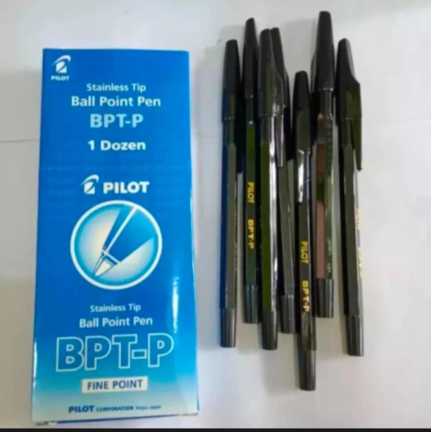 PILOT
Stainless Tip
Ball Point Pen
BPT-P
1 Dozen
PILOT
Stainless Tip
Ball Point Pen
BPT-P
FINE POINT
PILOT CORPORATION
PILOT BPT-P
PILOT BPT-P